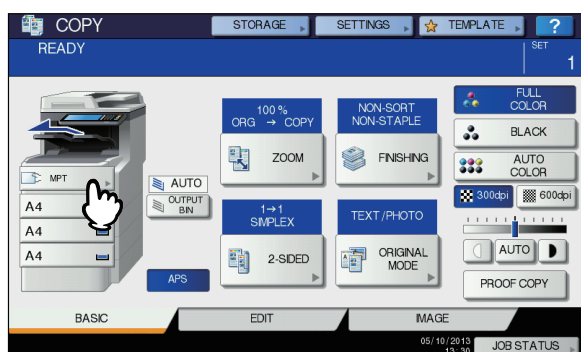 COPY
STORAGE
SETTINGS
TEMPLATE
?
READY
SET
1
MPT
A4
A4
A4
AUTO
OUTPUT
BIN
APS
100 %
ORG → COPY
ZOOM
NON-SORT
NON-STAPLE
FINISHING
1→1
SIMPLEX
2-SIDED
TEXT/PHOTO
ORIGINAL
MODE
FULL
COLOR
BLACK
AUTO
COLOR
300dpi
600dpi
AUTO
PROOF COPY
BASIC
EDIT
IMAGE
05/10/2013
13:30
JOB STATUS